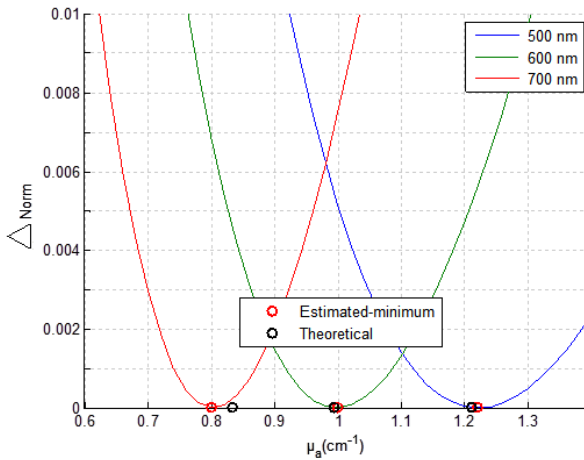 0.01
0.008
0.006
0.004
0.002
0
△ Norm
0.6 0.7 0.8 0.9 1 1.1 1.2 1.3
μa(cm-1)
500 nm
600 nm
700 nm
Estimated-minimum
Theoretical